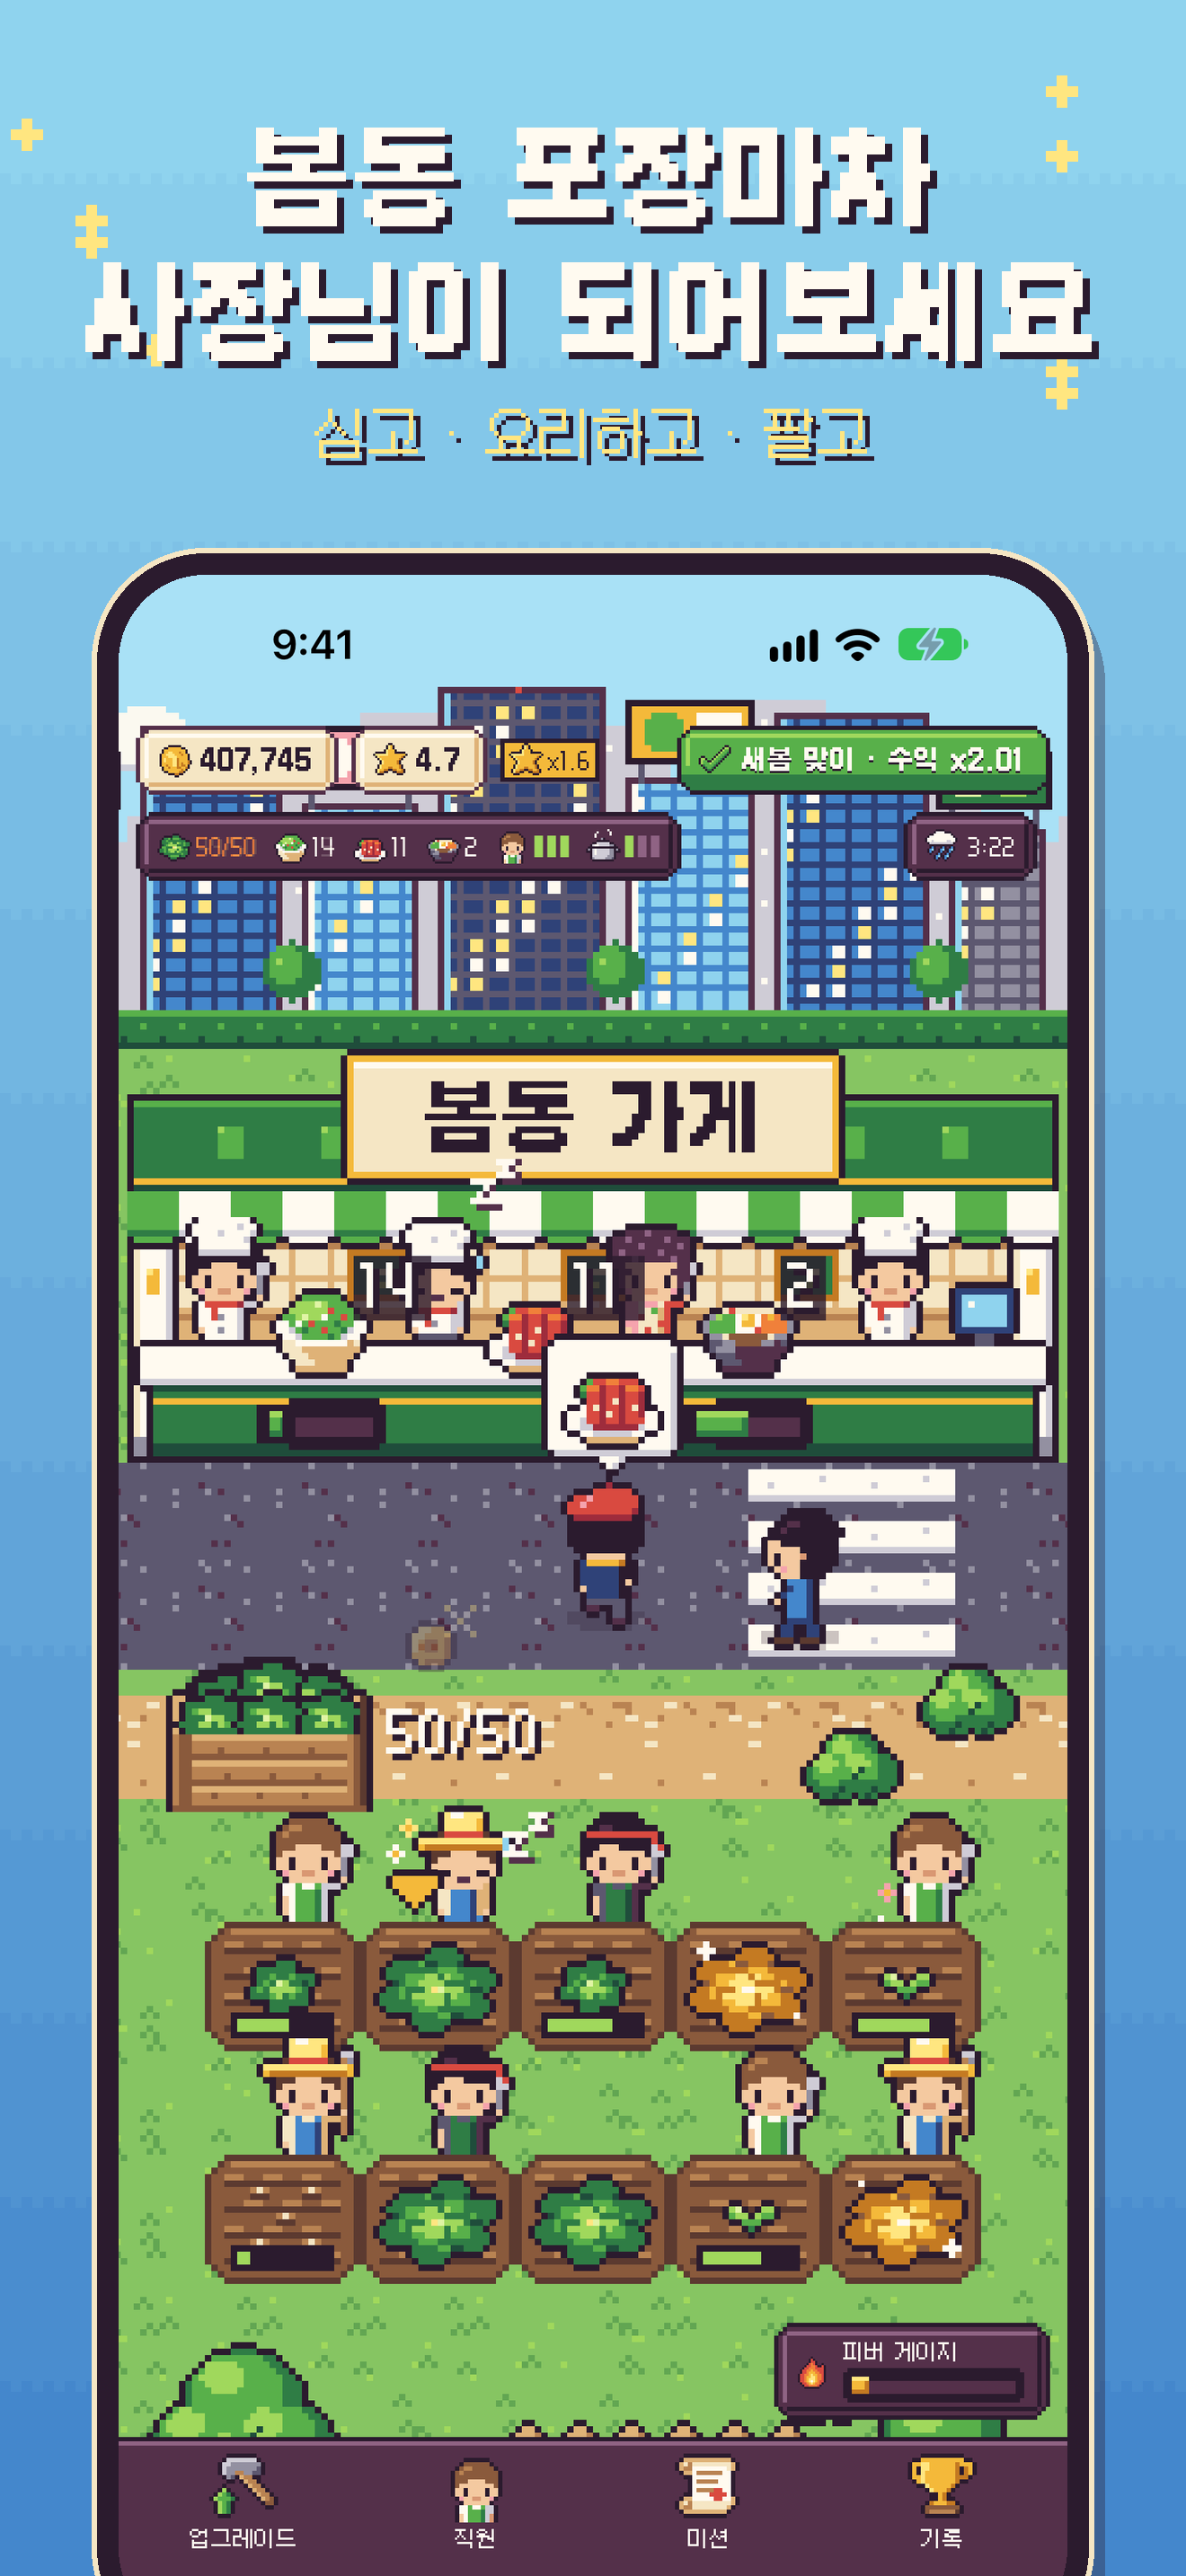 봄동 포장마차
사장님이 되어보세요
심고 · 요리하고 · 팔고
9:41
407,745 4.7 x1.6 새봄 맞이 · 수익 x2.01
50/50 14 11 2 3:22
봄동 가게
14 11 2
50/50
피버 게이지
업그레이드 직원 미션 기록